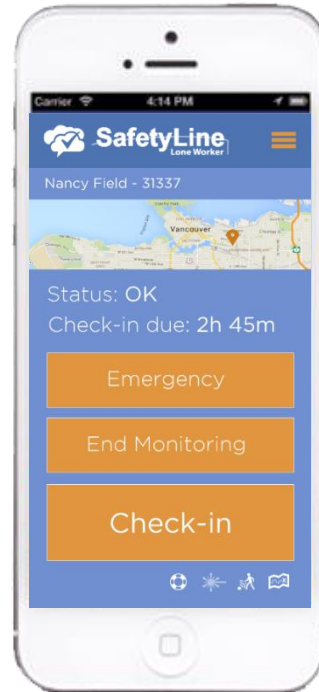 Carrier 4:14 PM
SafetyLine
Lone Worker
Nancy Field - 31337
Vancouver
Status: OK
Check-in due: 2h 45m
Emergency
End Monitoring
Check-in